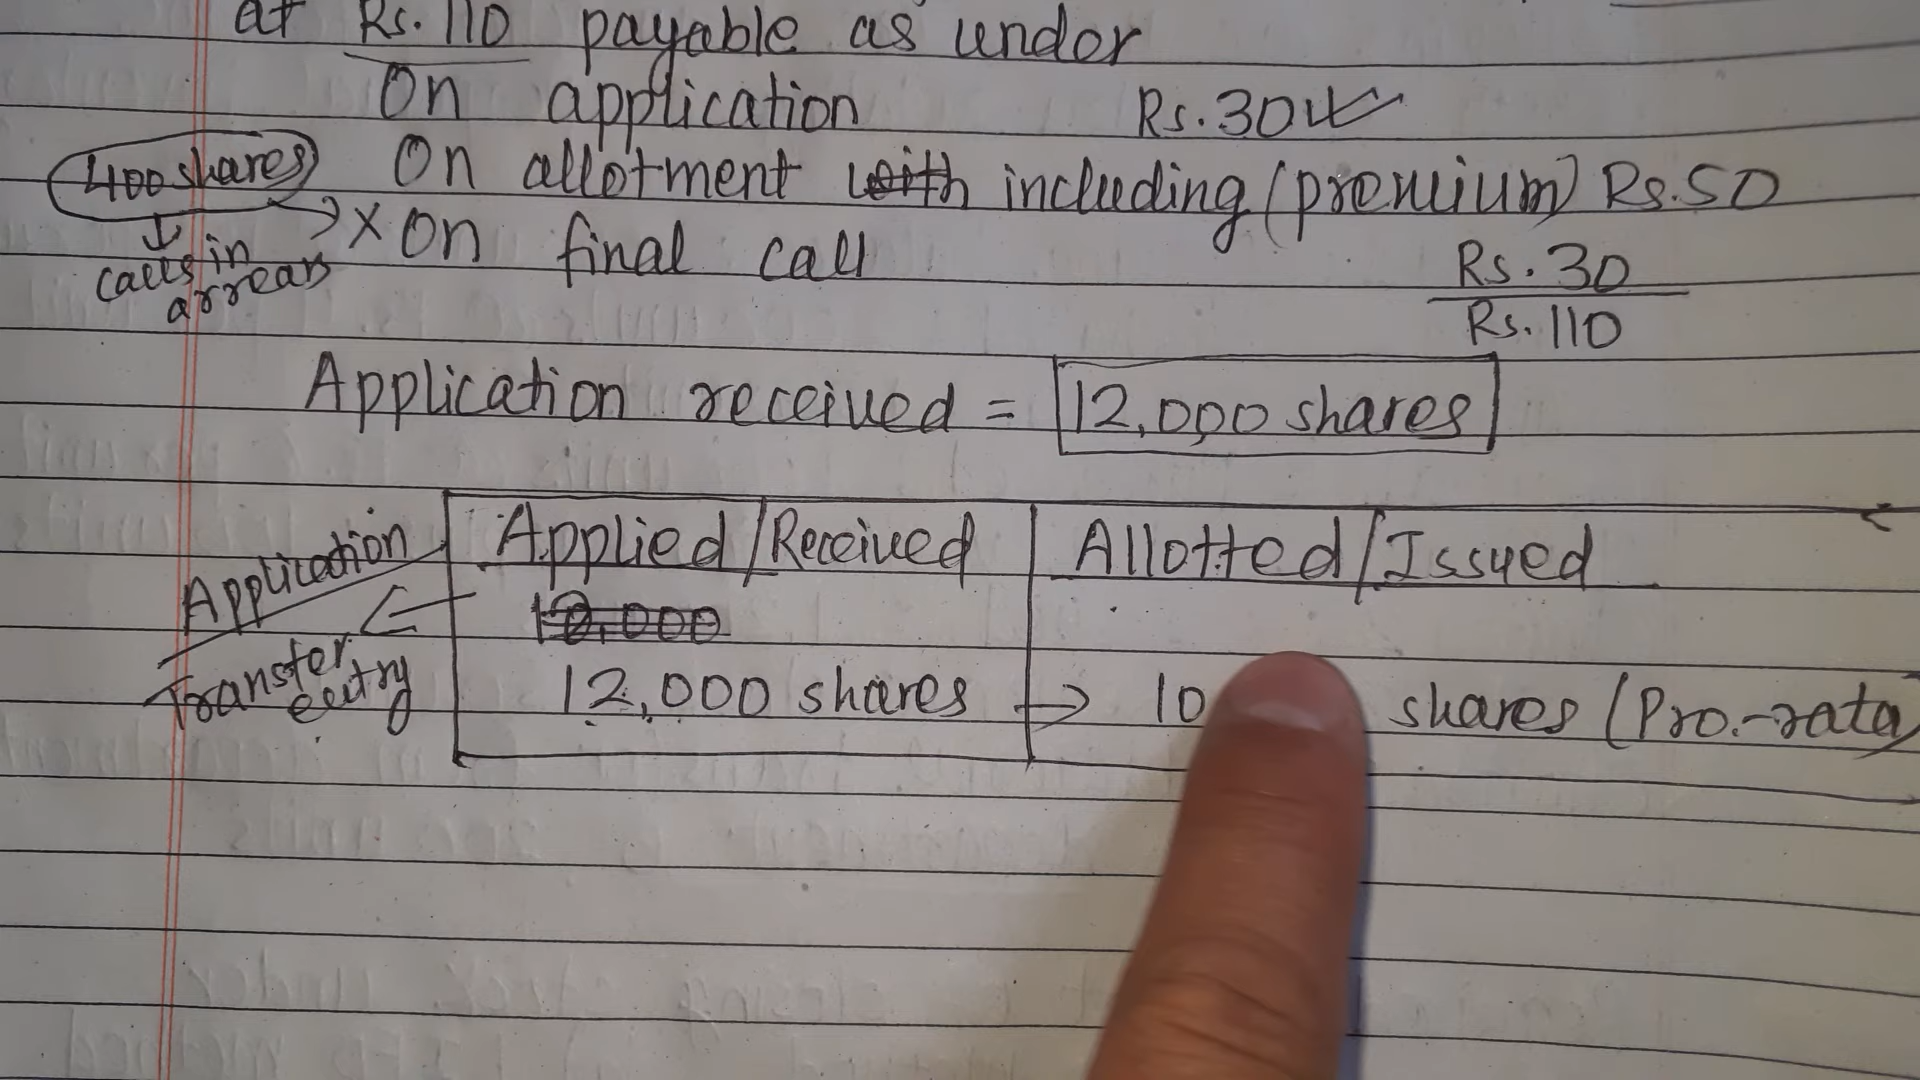 at Rs. 110 payable as under
On application Rs. 30
400 shares On allotment with including (premium) Rs. 50
calls in arrears X On final call Rs. 30
Rs. 110
Application received = 12,000 shares
Applied/Received Allotted/Issued
Application
12,000 shares → 10 shares (Pro.-rata)
Transfer entry